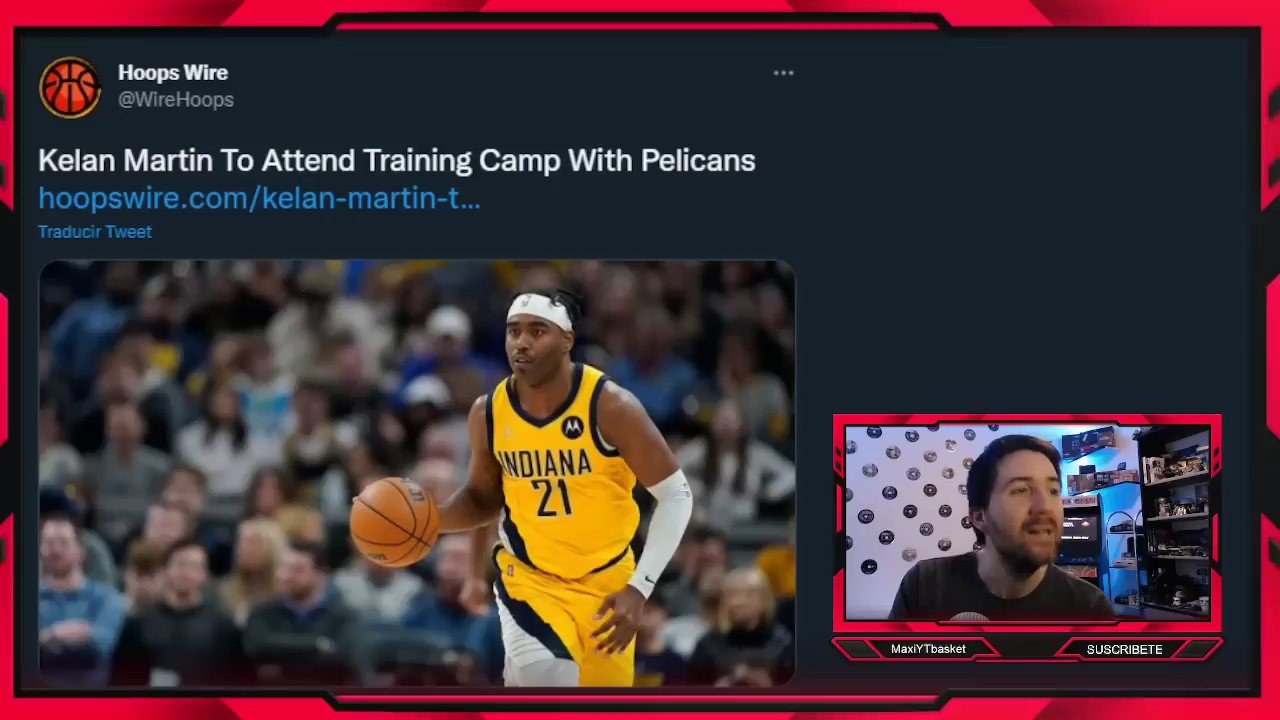 Hoops Wire
@WireHoops
Kelan Martin To Attend Training Camp With Pelicans
hoopswire.com/kelan-martin-t...
Traducir Tweet
INDIANA
21
MaxiYTbasket
SUSCRIBETE